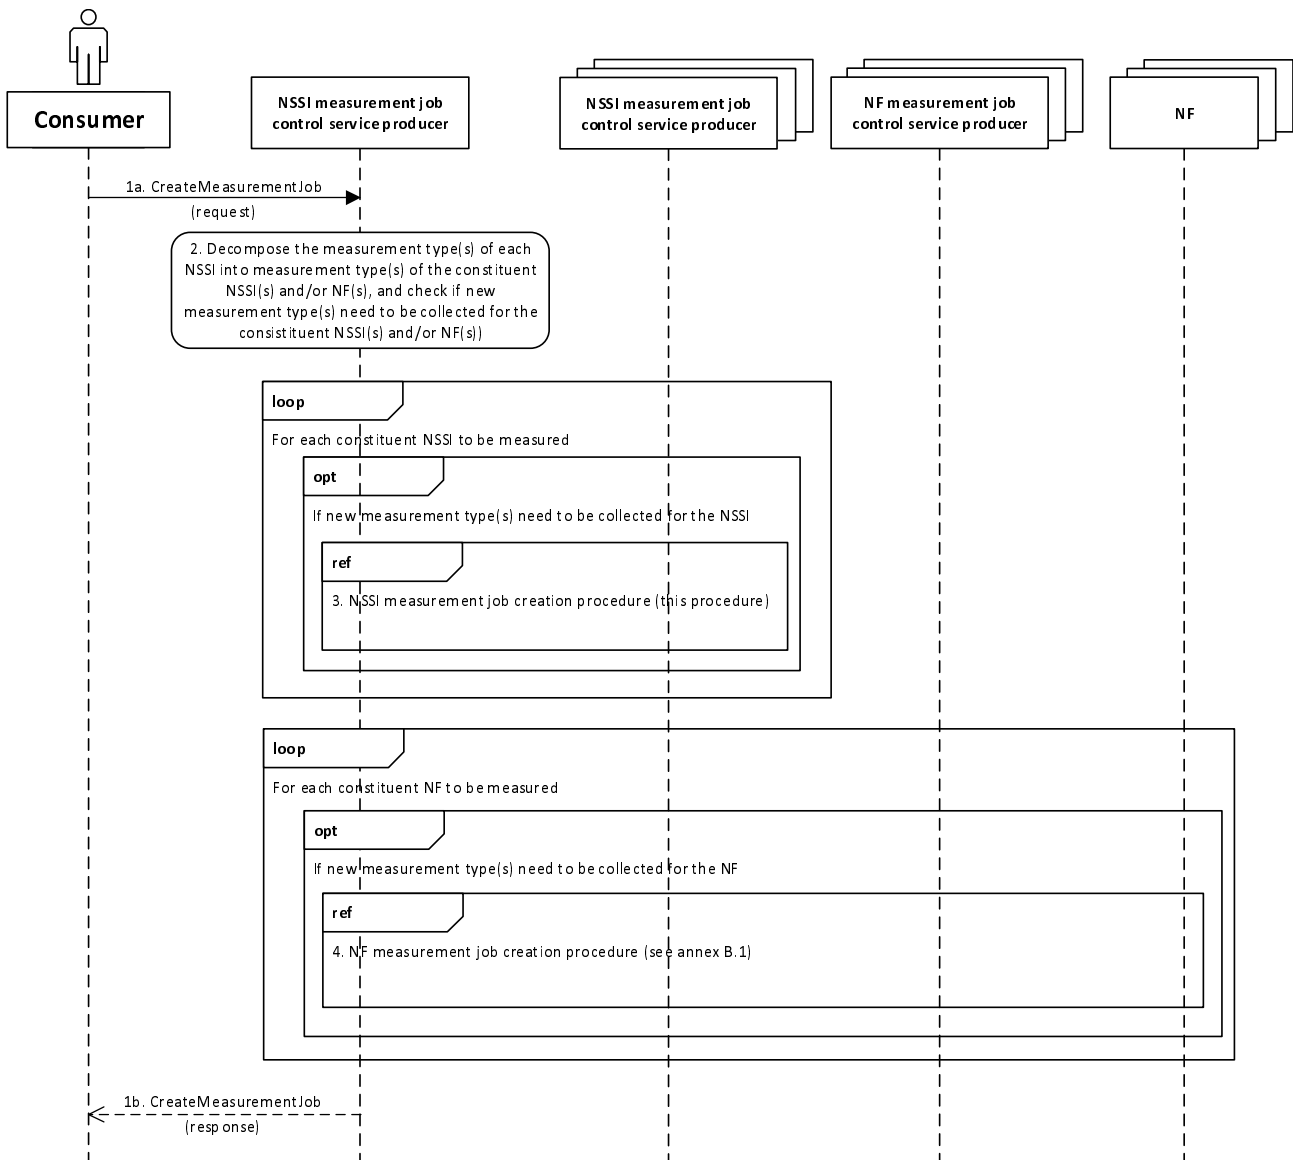 Consumer
NSSI measurement job
control service producer
NSSI measurement job
control service producer
NF measurement job
control service producer
NF
1a. CreateMeasurementJob
(request)
2. Decompose the measurement type(s) of each
NSSI into measurement type(s) of the constituent
NSSI(s) and/or NF(s), and check if new
measurement type(s) need to be collected for the
consistituent NSSI(s) and/or NF(s))
loop
For each constituent NSSI to be measured
opt
If new measurement type(s) need to be collected for the NSSI
ref
3. NSSI measurement job creation procedure (this procedure)
loop
For each constituent NF to be measured
opt
If new measurement type(s) need to be collected for the NF
ref
4. NF measurement job creation procedure (see annex B.1)
1b. CreateMeasurementJob
(response)